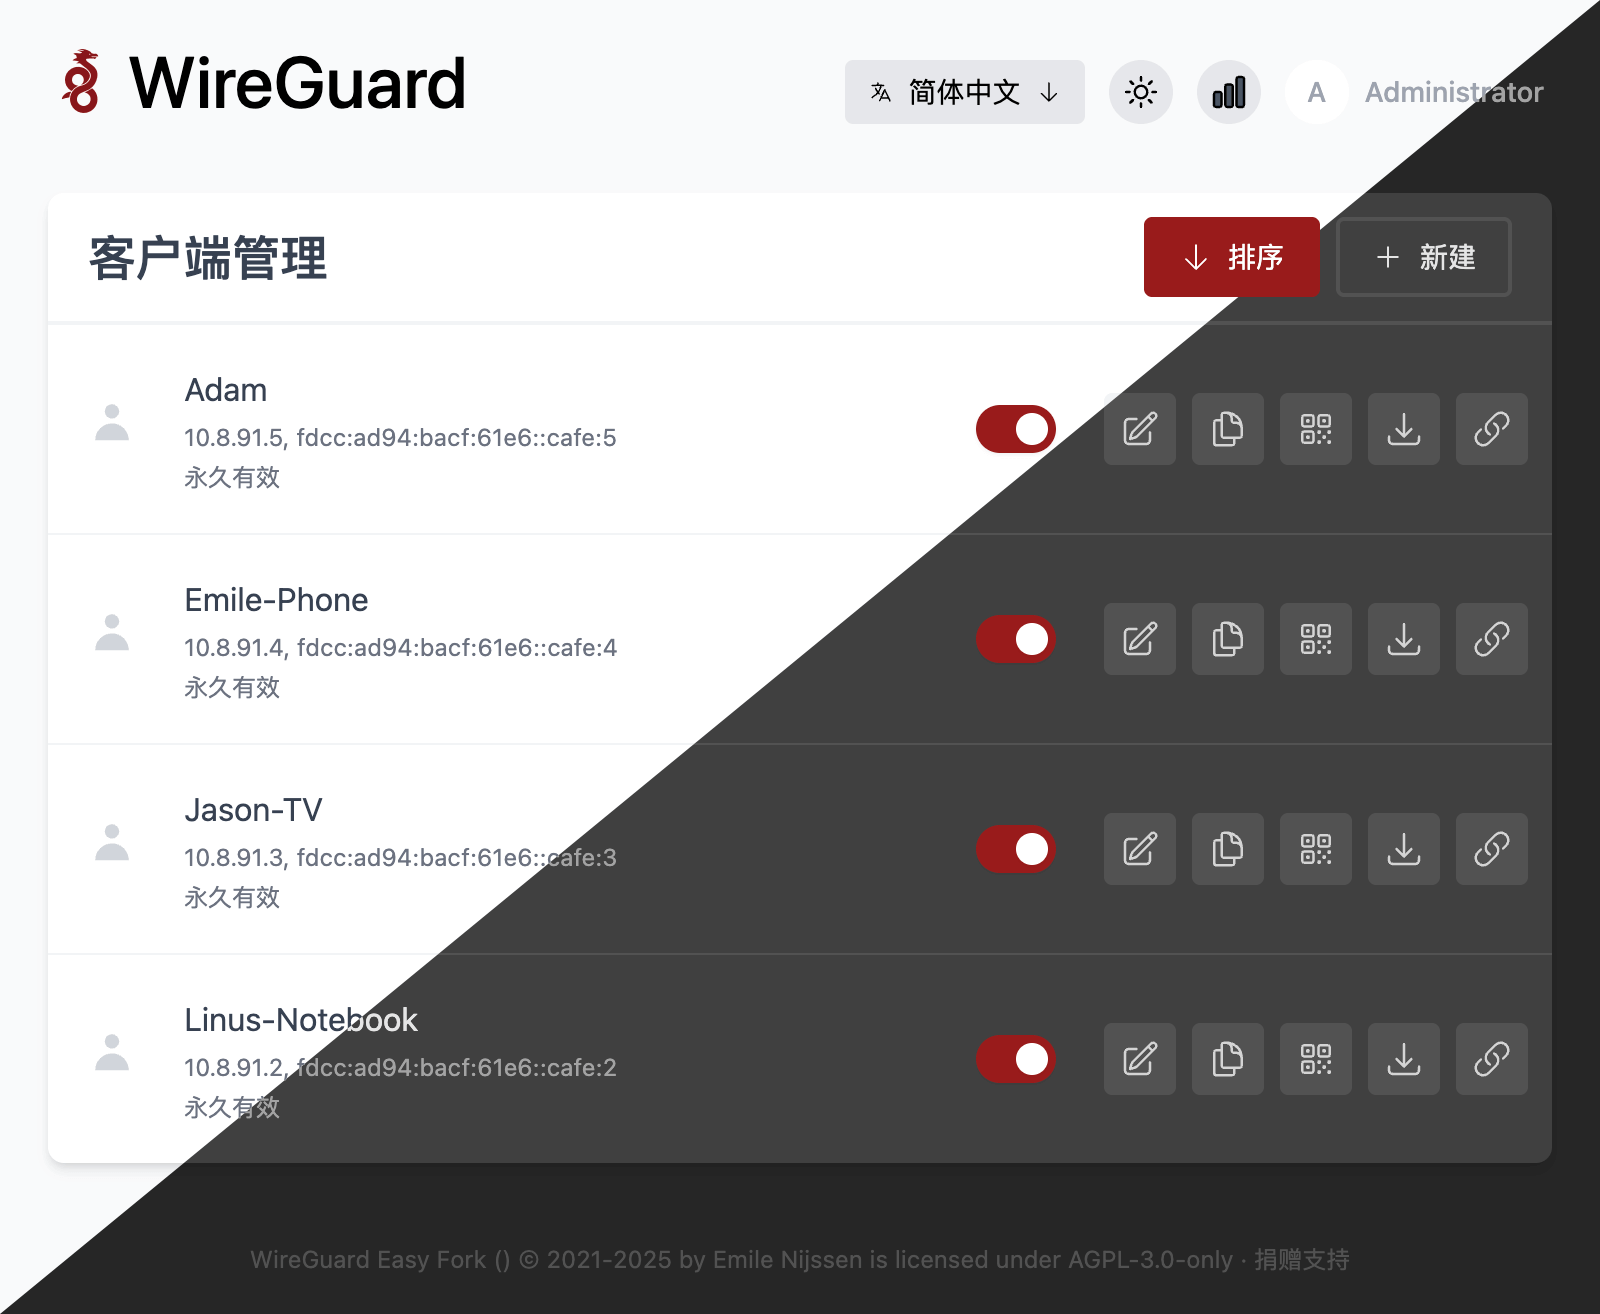 WireGuard
简体中文
A
Administrator
客户端管理
排序
新建
Adam
10.8.91.5, fdcc:ad94:bacf:61e6::cafe:5
永久有效
Emile-Phone
10.8.91.4, fdcc:ad94:bacf:61e6::cafe:4
永久有效
Jason-TV
10.8.91.3, fdcc:ad94:bacf:61e6::cafe:3
永久有效
Linus-Notebook
10.8.91.2, fdcc:ad94:bacf:61e6::cafe:2
永久有效
WireGuard Easy Fork () © 2021-2025 by Emile Nijssen is licensed under AGPL-3.0-only · 捐赠支持